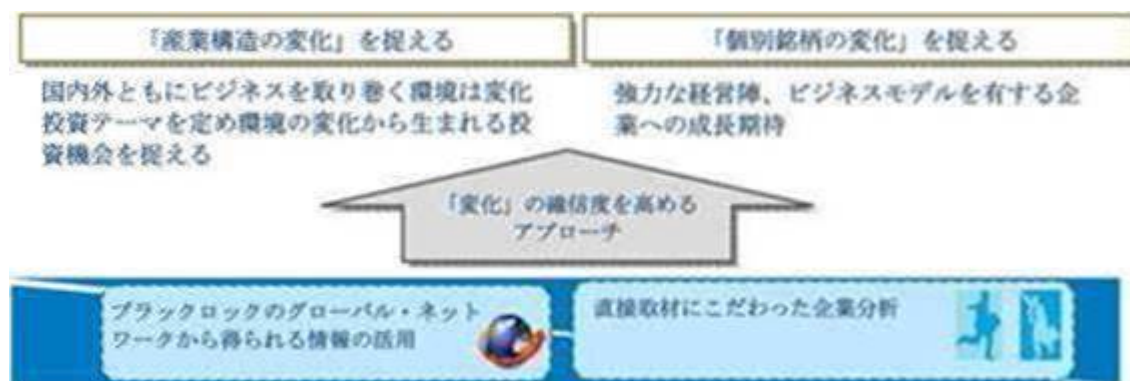 「産業構造の変化」を捉える
「個別銘柄の変化」を捉える
国内外ともにビジネスを取り巻く環境は変化
投資テーマを定め環境の変化から生まれる投
資機会を捉える
強力な経営陣、ビジネスモデルを有する企
業への成長期待
「変化」の確信度を高める
アプローチ
ブラックロックのグローバル・ネット
ワークから得られる情報の活用
直接取材にこだわった企業分析